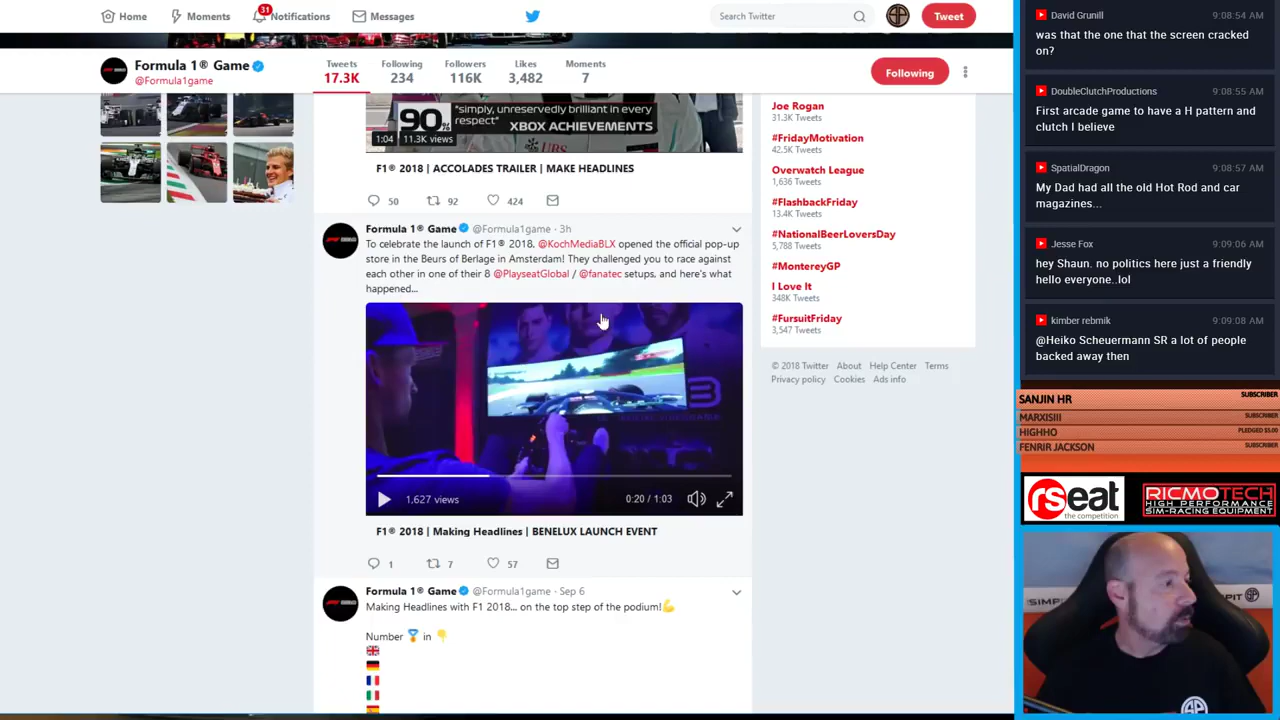 Home
Moments
31
Notifications
Messages
Search Twitter
Tweet
Formula 1® Game
@Formula1game
Tweets
17.3K
Following
234
Followers
116K
Likes
3,482
Moments
7
Following
90%
*simply, unreservedly brilliant in every
respect*
XBOX ACHIEVEMENTS
1:04 11.3K views
F1® 2018 | ACCOLADES TRAILER | MAKE HEADLINES
50
92
424
Formula 1® Game @Formula1game · 3h
To celebrate the launch of F1® 2018, @KochMediaBLX opened the official pop-up
store in the Beurs of Berlage in Amsterdam! They challenged you to race against
each other in one of their 8 @PlayseatGlobal / @fanatec setups, and here's what
happened...
1,627 views
0:20 / 1:03
F1® 2018 | Making Headlines | BENELUX LAUNCH EVENT
1
7
57
Formula 1® Game @Formula1game · Sep 6
Making Headlines with F1 2018... on the top step of the podium!💪
Number 🏅 in 👇
🇬🇧
🇩🇪
🇫🇷
🇮🇹
🇪🇸
Joe Rogan
31.3K Tweets
#FridayMotivation
42.5K Tweets
Overwatch League
1,636 Tweets
#FlashbackFriday
13.4K Tweets
#NationalBeerLoversDay
5,788 Tweets
#MontereyGP
I Love It
348K Tweets
#FursuitFriday
3,547 Tweets
© 2018 Twitter About Help Center Terms
Privacy policy Cookies Ads info
David Grunill 9:08:54 AM
was that the one that the screen cracked
on?
DoubleClutchProductions 9:08:55 AM
First arcade game to have a H pattern and
clutch I believe
SpatialDragon 9:08:57 AM
My Dad had all the old Hot Rod and car
magazines...
Jesse Fox 9:09:06 AM
hey Shaun. no politics here just a friendly
hello everyone..lol
kimber rebmik 9:09:08 AM
@Heiko Scheuermann SR a lot of people
backed away then
SANJIN HR SUBSCRIBER
MARXISIII SUBSCRIBER
HIGHHO PLEDGED $5.00
FENRIR JACKSON SUBSCRIBER
rseat
the competition
RICMOTECH
HIGH PERFORMANCE
SIM-RACING EQUIPMENT
SP